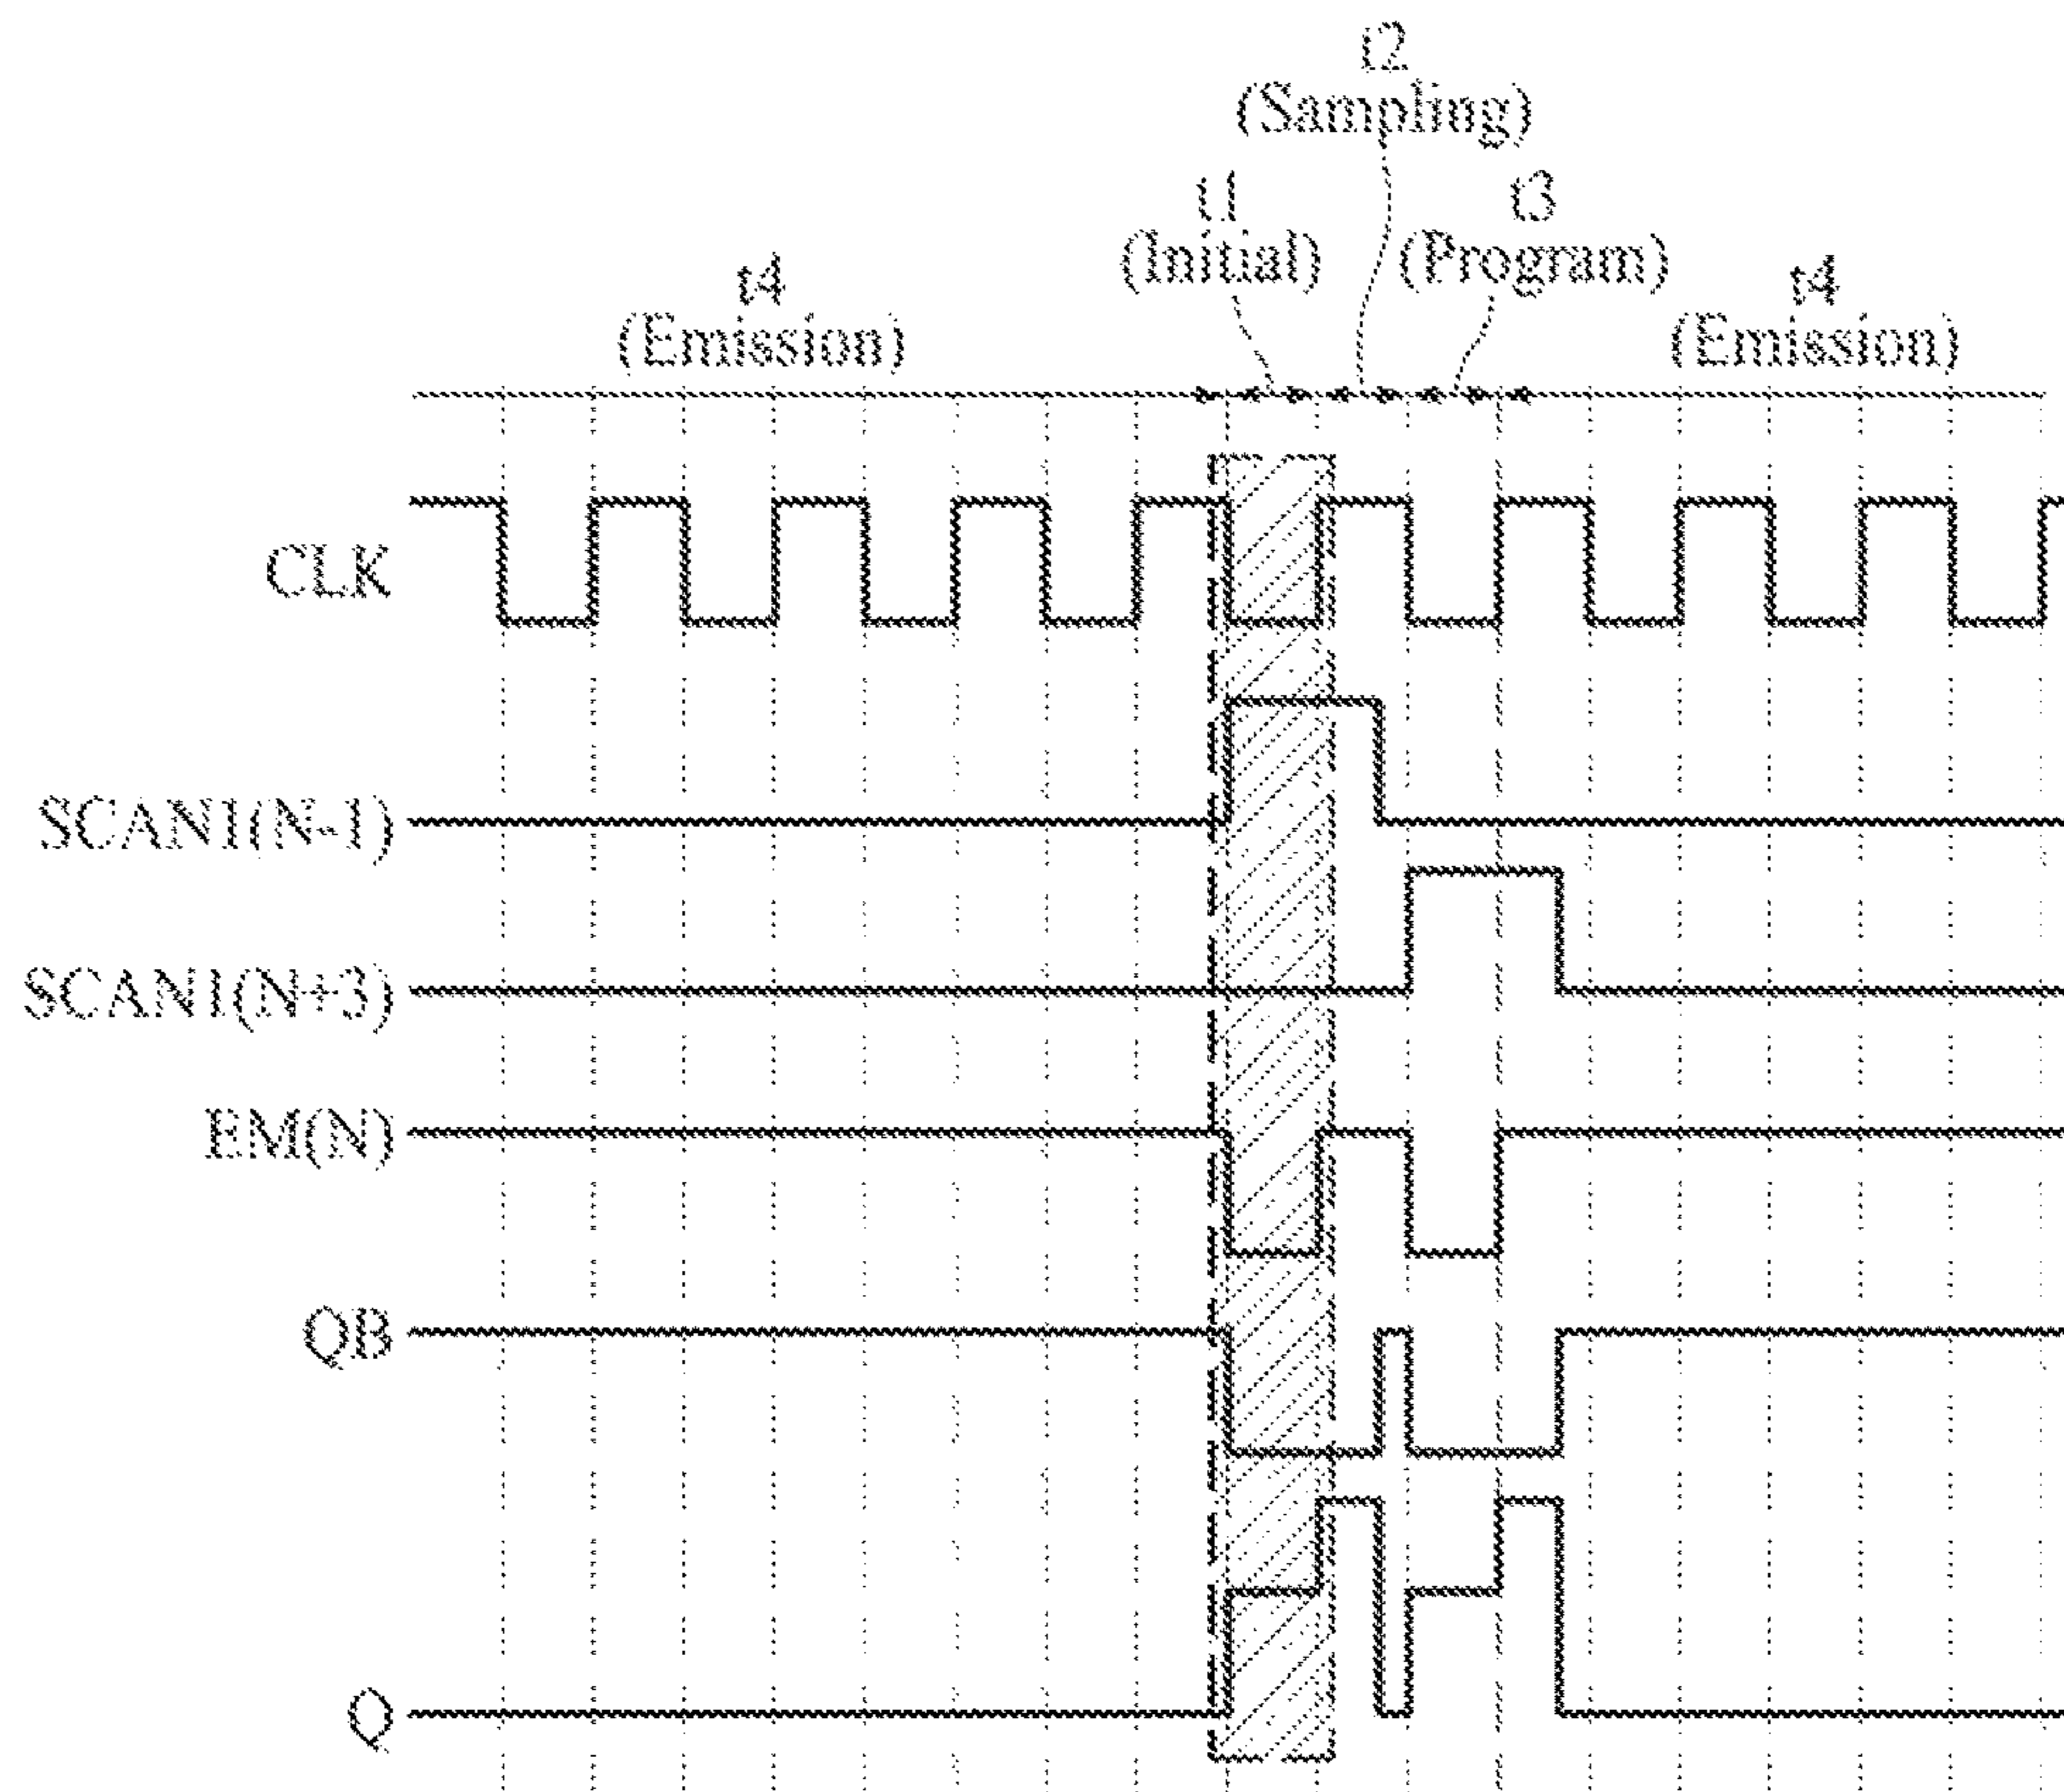 t2
(Sampling)
t1
(Initial)
t3
(Program)
t4
(Emission)
t4
(Emission)
CLK
SCAN1(N-1)
SCAN1(N+3)
EM(N)
QB
Q